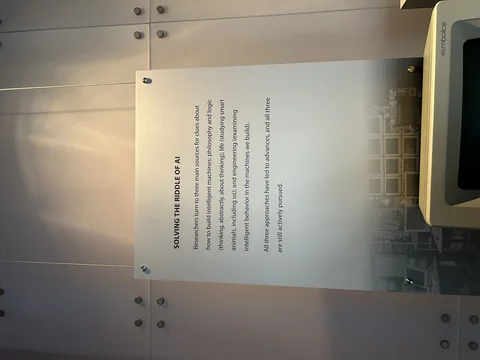 SOLVING THE RIDDLE OF AI
Researchers turn to three main sources for clues about
how to build intelligent machines: philosophy and logic
(thinking, abstractly, about thinking); life (studying smart
animals, including us); and engineering (examining
intelligent behavior in the machines we build).
All three approaches have led to advances, and all three
are still actively pursued.
symbolics